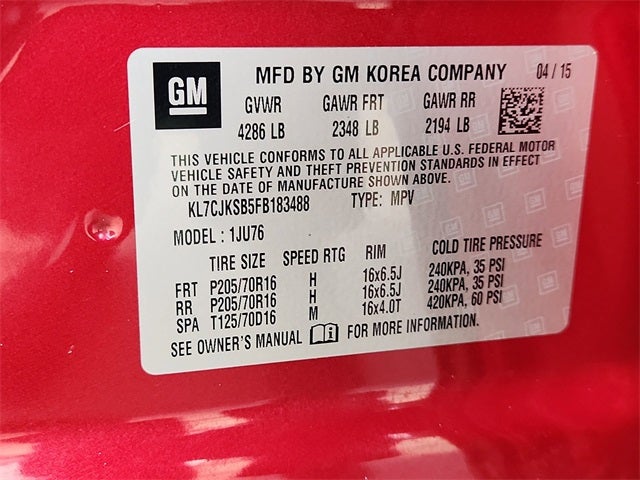 GM MFD BY GM KOREA COMPANY 04 / 15
GVWR GAWR FRT GAWR RR
4286 LB 2348 LB 2194 LB
THIS VEHICLE CONFORMS TO ALL APPLICABLE U.S. FEDERAL MOTOR
VEHICLE SAFETY AND THEFT PREVENTION STANDARDS IN EFFECT
ON THE DATE OF MANUFACTURE SHOWN ABOVE.
KL7CJKSB5FB183488 TYPE: MPV
MODEL : 1JU76
TIRE SIZE SPEED RTG RIM COLD TIRE PRESSURE
FRT P205/70R16 H 16x6.5J 240KPA, 35 PSI
RR P205/70R16 H 16x6.5J 240KPA, 35 PSI
SPA T125/70D16 M 16x4.0T 420KPA, 60 PSI
SEE OWNER'S MANUAL FOR MORE INFORMATION.